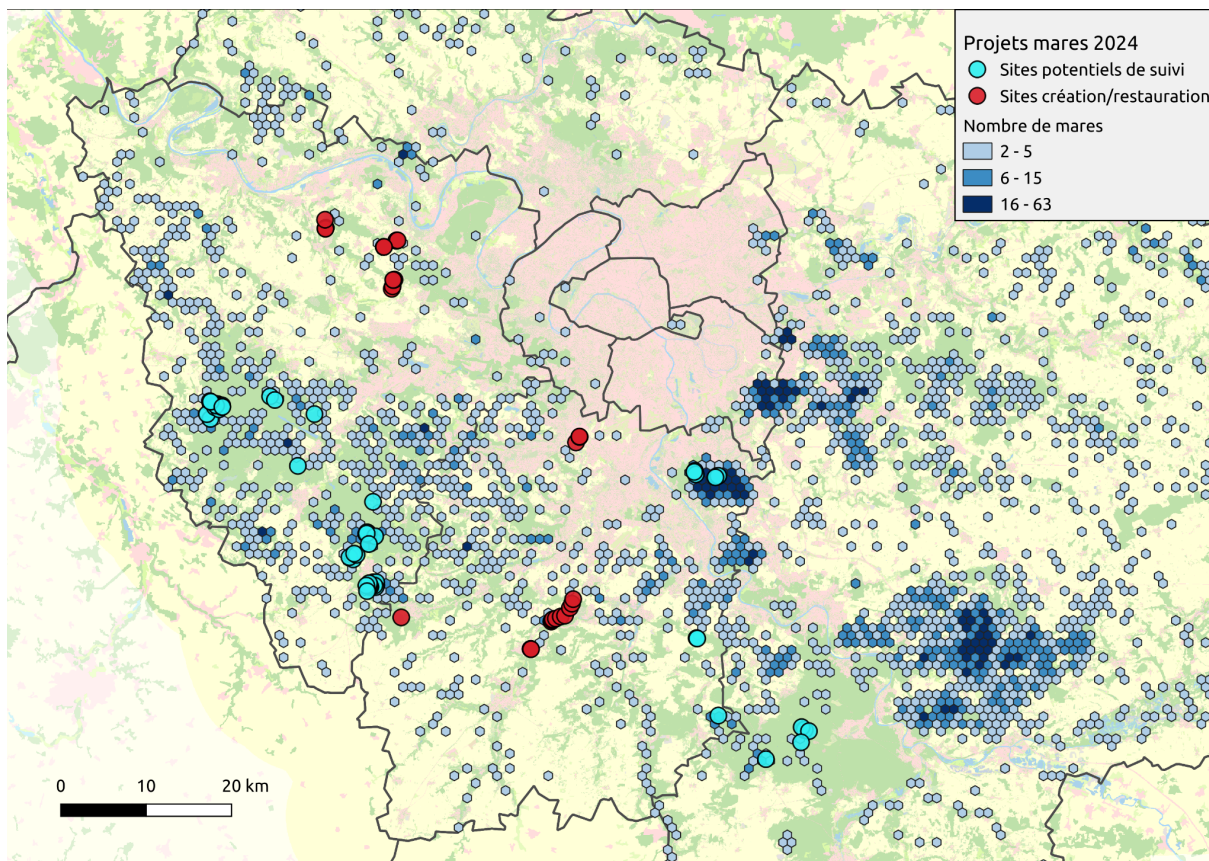 Projets mares 2024
Sites potentiels de suivi
Sites création/restauration
Nombre de mares
2 - 5
6 - 15
16 - 63
0 10 20 km